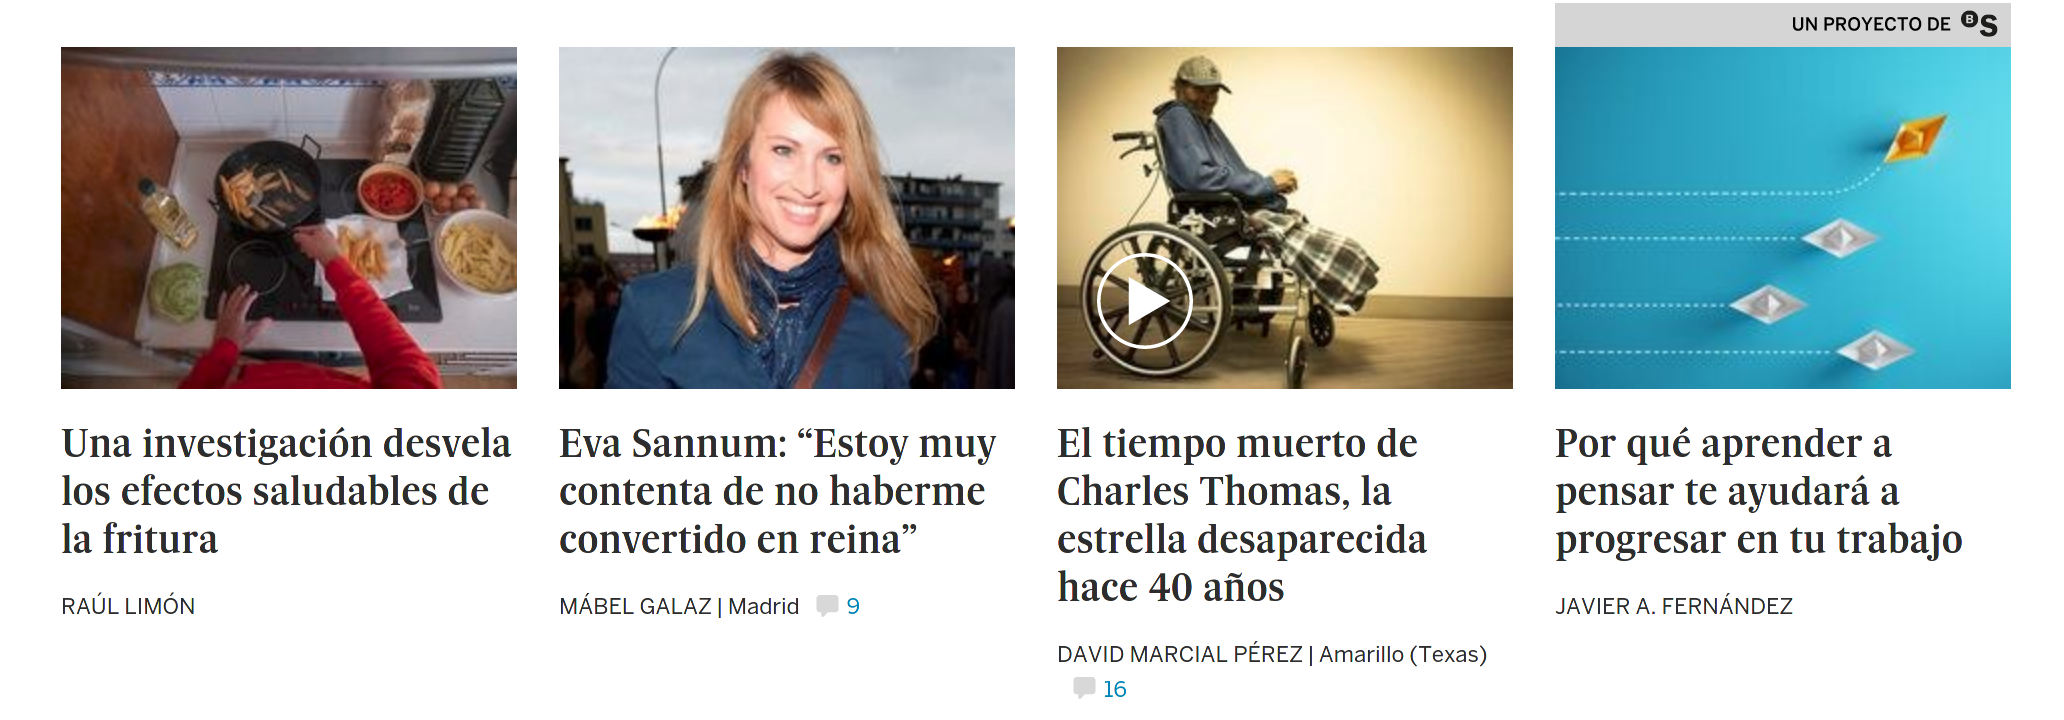 UN PROYECTO DE BS
Una investigación desvela
los efectos saludables de
la fritura
RAÚL LIMÓN
Eva Sannum: “Estoy muy
contenta de no haberme
convertido en reina”
MÁBEL GALAZ | Madrid 9
El tiempo muerto de
Charles Thomas, la
estrella desaparecida
hace 40 años
DAVID MARCIAL PÉREZ | Amarillo (Texas)
16
Por qué aprender a
pensar te ayudará a
progresar en tu trabajo
JAVIER A. FERNÁNDEZ